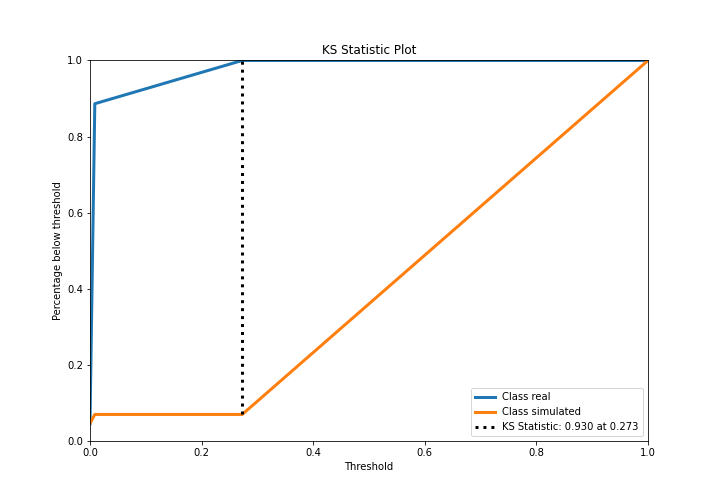 KS Statistic Plot
1.0
0.8
0.6
0.4
0.2
0.0
Percentage below threshold
0.0 0.2 0.4 0.6 0.8 1.0
Threshold
Class real
Class simulated
KS Statistic: 0.930 at 0.273